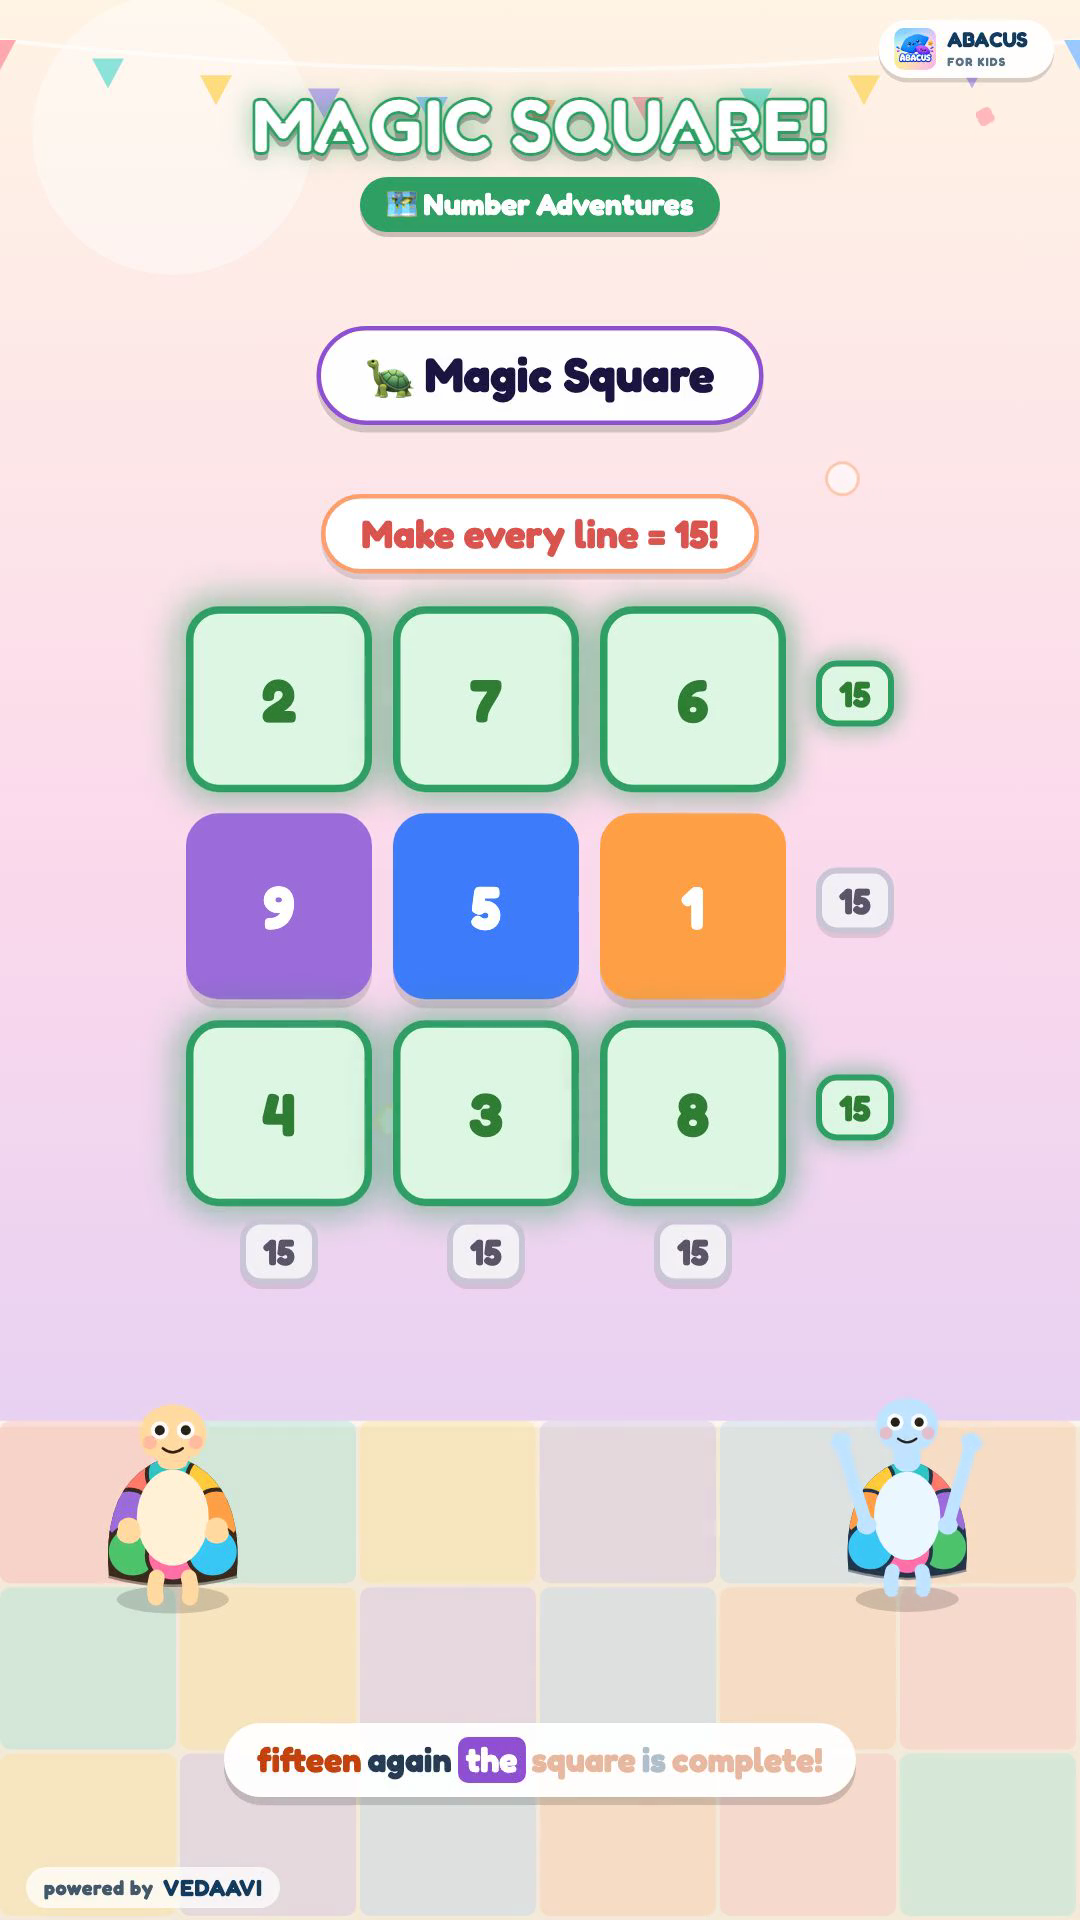 ABACUS
FOR KIDS
ABACUS
MAGIC SQUARE!
Number Adventures
Magic Square
Make every line = 15!
2 7 6 15
9 5 1 15
4 3 8 15
15 15 15
fifteen again the square is complete!
powered by VEDAAVI